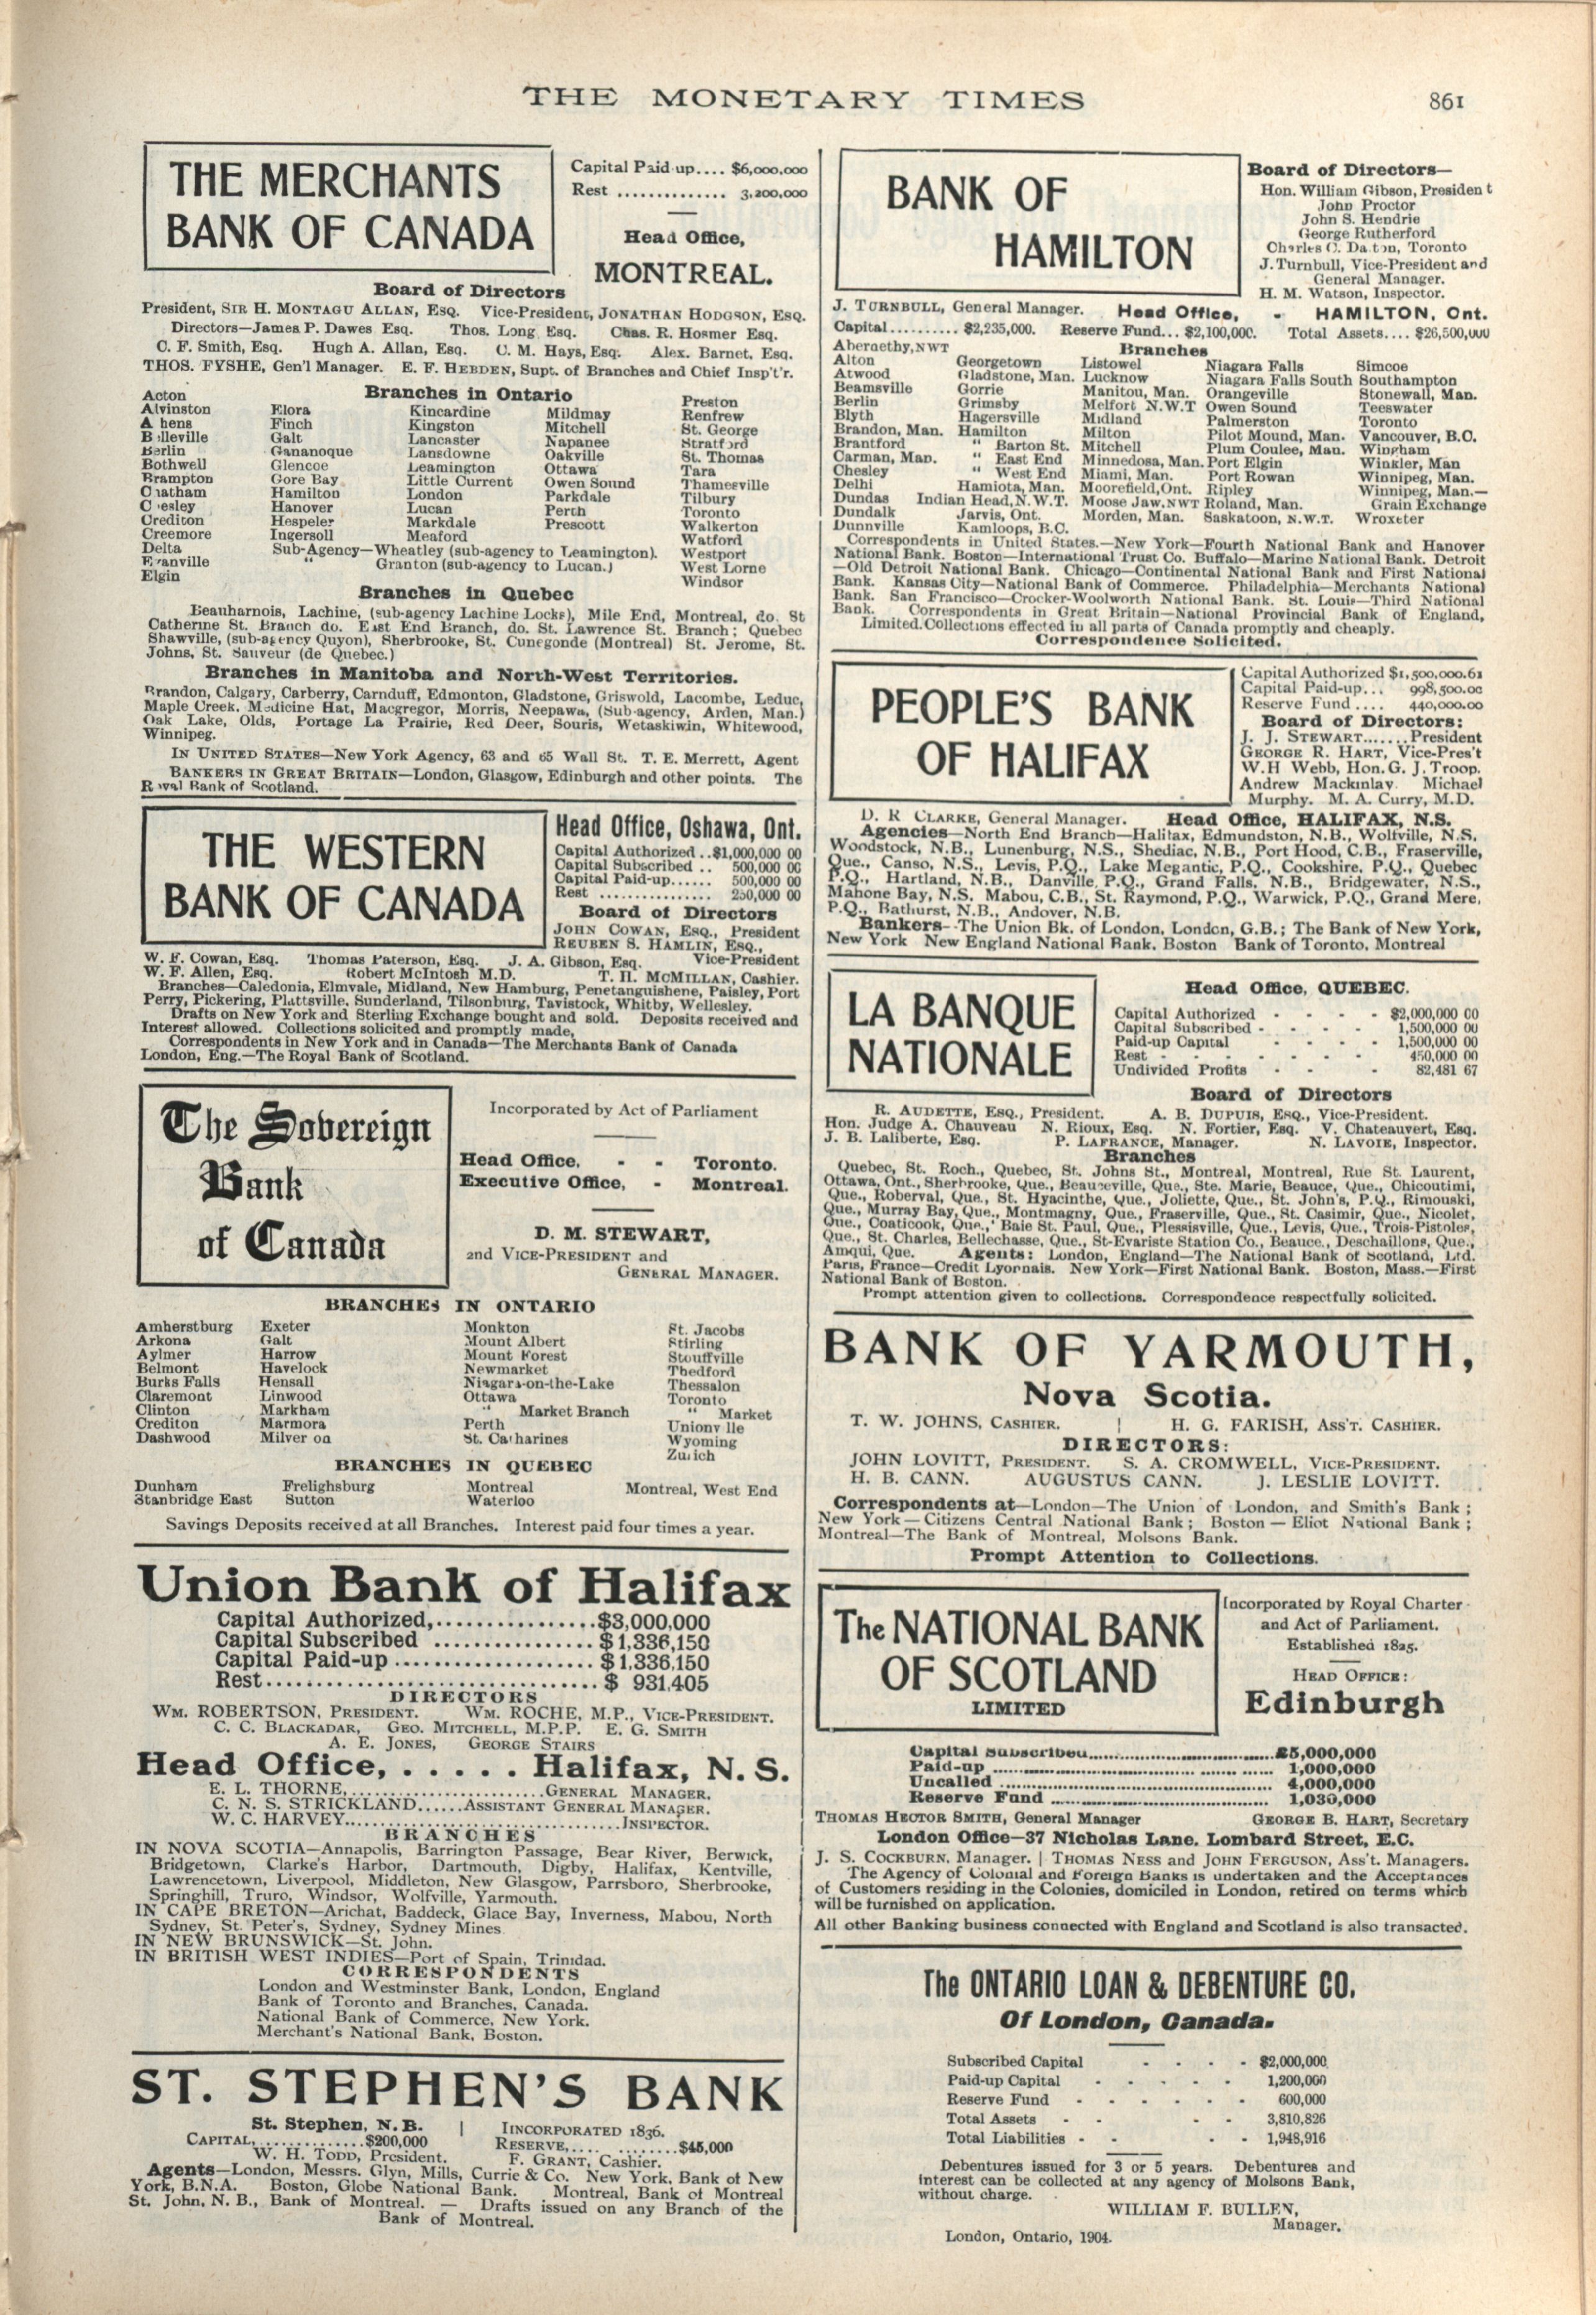 THE MONETARY TIMES 861
THE MERCHANTS
BANK OF CANADA
Capital Paid-up.... $6,000,000
Rest .............. 3,200,000
Head Office,
MONTREAL.
Board of Directors
President, SIR H. MONTAGU ALLAN, ESQ. Vice-President, JONATHAN HODGSON, ESQ.
Directors—James P. Dawes Esq. Thos. Long Esq. Chas. R. Hosmer Esq.
C. F. Smith, Esq. Hugh A. Allan, Esq. C. M. Hays, Esq. Alex. Barnet, Esq.
THOS. FYSHE, Gen'l Manager. E. F. HEBDEN, Supt. of Branches and Chief Insp't'r.
Branches in Ontario
Acton
Alvinston
A hens
B lleville
Berlin
Bothwell
Brampton
C hatham
C esley
Crediton
Creemore
Delta
E anville
Elgin
Elora
Finch
Galt
Gananoque
Glencoe
Gore Bay
Hamilton
Hanover
Hespeler
Ingersoll
Kincardine
Kingston
Lancaster
Lansdowne
Leamington
Little Current
London
Lucan
Markdale
Meaford
Mildmay
Mitchell
Napanee
Oakville
Ottawa
Owen Sound
Parkdale
Perth
Prescott
Preston
Renfrew
St. George
Stratford
St. Thomas
Tara
Thamesville
Tilbury
Toronto
Walkerton
Watford
Westport
West Lorne
Windsor
Sub-Agency—Wheatley (sub-agency to Leamington).
" Granton (sub-agency to Lucan.)
Branches in Quebec
Beauharnois, Lachine, (sub-agency Lachine Locks), Mile End, Montreal, do. St
Catherine St. Branch do. East End Branch, do. St. Lawrence St. Branch; Quebec
Shawville, (sub-agency Quyon), Sherbrooke, St. Cunegonde (Montreal) St. Jerome, St.
Johns, St. Sauveur (de Quebec.)
Branches in Manitoba and North-West Territories.
Brandon, Calgary, Carberry, Carnduff, Edmonton, Gladstone, Griswold, Lacombe, Leduc,
Maple Creek. Medicine Hat, Macgregor, Morris, Neepawa, (Sub-agency, Arden, Man.)
Oak Lake, Olds, Portage La Prairie, Red Deer, Souris, Wetaskiwin, Whitewood,
Winnipeg.
IN UNITED STATES—New York Agency, 63 and 65 Wall St. T. E. Merrett, Agent
BANKERS IN GREAT BRITAIN—London, Glasgow, Edinburgh and other points. The
Royal Bank of Scotland.
THE WESTERN
BANK OF CANADA
Head Office, Oshawa, Ont.
Capital Authorized ..$1,000,000 00
Capital Subscribed .. 500,000 00
Capital Paid-up...... 500,000 00
Rest ............... 250,000 00
Board of Directors
JOHN COWAN, ESQ., President
REUBEN S. HAMLIN, ESQ.,
Vice-President
W. F. Cowan, Esq. Thomas Paterson, Esq. J. A. Gibson, Esq.
W. F. Allen, Esq. Robert McIntosh M.D. T. H. MCMILLAN, Cashier.
Branches—Caledonia, Elmvale, Midland, New Hamburg, Penetanguishene, Paisley, Port
Perry, Pickering, Plattsville, Sunderland, Tilsonburg, Tavistock, Whitby, Wellesley.
Drafts on New York and Sterling Exchange bought and sold. Deposits received and
Interest allowed. Collections solicited and promptly made,
Correspondents in New York and in Canada—The Merchants Bank of Canada
London, Eng.—The Royal Bank of Scotland.
The Sovereign
Bank
of Canada
Incorporated by Act of Parliament
Head Office, - - Toronto.
Executive Office, - Montreal.
D. M. STEWART,
2nd VICE-PRESIDENT and
GENERAL MANAGER.
BRANCHES IN ONTARIO
Amherstburg
Arkona
Aylmer
Belmont
Burks Falls
Claremont
Clinton
Crediton
Dashwood
Exeter
Galt
Harrow
Havelock
Hensall
Linwood
Markham
Marmora
Milver on
Monkton
Mount Albert
Mount Forest
Newmarket
Niagara-on-the-Lake
Ottawa
" Market Branch
Perth
St. Catharines
St. Jacobs
Stirling
Stouffville
Thedford
Thessalon
Toronto
" Market
Unionv lle
Wyoming
Zurich
BRANCHES IN QUEBEC
Dunham Frelighsburg Montreal Montreal, West End
Stanbridge East Sutton Waterloo
Savings Deposits received at all Branches. Interest paid four times a year.
Union Bank of Halifax
Capital Authorized,................$3,000,000
Capital Subscribed ................$1,336,150
Capital Paid-up ....................$1,336,150
Rest..................................$ 931,405
DIRECTORS
WM. ROBERTSON, PRESIDENT. WM. ROCHE, M.P., VICE-PRESIDENT.
C. C. BLACKADAR, GEO. MITCHELL, M.P.P. E. G. SMITH
A. E. JONES, GEORGE STAIRS
Head Office, . . . . . Halifax, N. S.
E. L. THORNE,........................GENERAL MANAGER.
C. N. S. STRICKLAND......ASSISTANT GENERAL MANAGER.
W. C. HARVEY..................................INSPECTOR.
BRANCHES
IN NOVA SCOTIA—Annapolis, Barrington Passage, Bear River, Berwick,
Bridgetown, Clarke's Harbor, Dartmouth, Digby, Halifax, Kentville,
Lawrencetown, Liverpool, Middleton, New Glasgow, Parrsboro, Sherbrooke,
Springhill, Truro, Windsor, Wolfville, Yarmouth.
IN CAPE BRETON—Arichat, Baddeck, Glace Bay, Inverness, Mabou, North
Sydney, St. Peter's, Sydney, Sydney Mines
IN NEW BRUNSWICK—St. John.
IN BRITISH WEST INDIES—Port of Spain, Trinidad.
CORRESPONDENTS
London and Westminster Bank, London, England
Bank of Toronto and Branches, Canada.
National Bank of Commerce, New York.
Merchant's National Bank, Boston.
ST. STEPHEN'S BANK
St. Stephen, N. B. | INCORPORATED 1836.
CAPITAL,..............$200,000 RESERVE,.... ........$45,000
W. H. TODD, President. F. GRANT, Cashier.
Agents—London, Messrs. Glyn, Mills, Currie & Co. New York, Bank of New
York, B.N.A. Boston, Globe National Bank. Montreal, Bank of Montreal
St. John, N. B., Bank of Montreal. — Drafts issued on any Branch of the
Bank of Montreal.
BANK OF
HAMILTON
Board of Directors—
Hon. William Gibson, President
John Proctor
John S. Hendrie
George Rutherford
Charles C. Dalton, Toronto
J. Turnbull, Vice-President and
General Manager.
H. M. Watson, Inspector.
J. TURNBULL, General Manager. Head Office, - HAMILTON, Ont.
Capital.......... $2,235,000. Reserve Fund... $2,100,000. Total Assets.... $26,500,000
Branches
Abernethy, NWT
Alton
Atwood
Beamsville
Berlin
Blyth
Brandon, Man.
Brantford
Carman, Man.
Chesley
Delhi
Dundas
Dundalk
Dunnville
Georgetown
Gladstone, Man.
Gorrie
Grimsby
Hagersville
Hamilton
" Barton St.
" East End
" West End
Hamiota, Man.
Indian Head, N.W.T.
Jarvis, Ont.
Kamloops, B.C.
Listowel
Lucknow
Manitou, Man.
Melfort N.W.T
Midland
Milton
Mitchell
Minnedosa, Man.
Miami, Man.
Moorefield, Ont.
Moose Jaw, NWT
Morden, Man.
Niagara Falls
Niagara Falls South
Orangeville
Owen Sound
Palmerston
Pilot Mound, Man.
Plum Coulee, Man.
Port Elgin
Port Rowan
Ripley
Roland, Man.
Saskatoon, N.W.T.
Simcoe
Southampton
Stonewall, Man.
Teeswater
Toronto
Vancouver, B.C.
Wingham
Winkler, Man
Winnipeg, Man.
Winnipeg, Man.—
Grain Exchange
Wroxeter
Correspondents in United States.—New York—Fourth National Bank and Hanover
National Bank. Boston—International Trust Co. Buffalo—Marine National Bank. Detroit
—Old Detroit National Bank. Chicago—Continental National Bank and First National
Bank. Kansas City—National Bank of Commerce. Philadelphia—Merchants National
Bank. San Francisco—Crocker-Woolworth National Bank. St. Louis—Third National
Bank. Correspondents in Great Britain—National Provincial Bank of England,
Limited. Collections effected in all parts of Canada promptly and cheaply.
Correspondence Solicited.
PEOPLE'S BANK
OF HALIFAX
Capital Authorized $1,500,000.61
Capital Paid-up... 998,500.00
Reserve Fund .... 440,000.00
Board of Directors:
J. J. STEWART.......President
GEORGE R. HART, Vice-Pres't
W. H Webb, Hon. G. J. Troop.
Andrew Mackinlay. Michael
Murphy. M. A. Curry, M.D.
D. R CLARKE, General Manager. Head Office, HALIFAX, N.S.
Agencies—North End Branch—Halifax, Edmundston, N.B., Wolfville, N.S.
Woodstock, N.B., Lunenburg, N.S., Shediac, N.B., Port Hood, C.B., Fraserville,
Que., Canso, N.S., Levis, P.Q., Lake Megantic, P.Q., Cookshire, P.Q., Quebec
P.Q., Hartland, N.B., Danville, P.Q., Grand Falls, N.B., Bridgewater, N.S.,
Mahone Bay, N.S. Mabou, C.B., St. Raymond, P.Q., Warwick, P.Q., Grand Mere,
P.Q., Bathurst, N.B., Andover, N.B.
Bankers--The Union Bk. of London, London, G.B.; The Bank of New York,
New York New England National Bank, Boston Bank of Toronto, Montreal
LA BANQUE
NATIONALE
Head Office, QUEBEC.
Capital Authorized - - - - $2,000,000 00
Capital Subscribed - - - - 1,500,000 00
Paid-up Capital - - - - 1,500,000 00
Rest - - - - - - - 450,000 00
Undivided Profits - - - 82,481 67
Board of Directors
R. AUDETTE, ESQ., President. A. B. DUPUIS, ESQ., Vice-President.
Hon. Judge A. Chauveau N. Rioux, Esq. N. Fortier, Esq. V. Chateauvert, Esq.
J. B. Laliberte, Esq. P. LAFRANCE, Manager. N. LAVOIE, Inspector.
Branches
Quebec, St. Roch., Quebec, St. Johns St., Montreal, Montreal, Rue St. Laurent,
Ottawa, Ont., Sherbrooke, Que., Beauceville, Que., Ste. Marie, Beauce, Que., Chicoutimi,
Que., Roberval, Que., St. Hyacinthe, Que., Joliette, Que., St. John's, P.Q., Rimouski,
Que., Murray Bay, Que., Montmagny, Que., Fraserville, Que., St. Casimir, Que., Nicolet,
Que., Coaticook, Que., Baie St. Paul, Que., Plessisville, Que., Levis, Que., Trois-Pistoles,
Que., St. Charles, Bellechasse, Que., St-Evariste Station Co., Beauce., Deschaillons, Que.,
Amqui, Que. Agents: London, England—The National Bank of Scotland, Ltd.
Paris, France—Credit Lyonnais. New York—First National Bank. Boston, Mass.—First
National Bank of Boston.
Prompt attention given to collections. Correspondence respectfully solicited.
BANK OF YARMOUTH,
Nova Scotia.
T. W. JOHNS, CASHIER. | H. G. FARISH, ASS'T. CASHIER.
DIRECTORS:
JOHN LOVITT, PRESIDENT. S. A. CROMWELL, VICE-PRESIDENT.
H. B. CANN. AUGUSTUS CANN. J. LESLIE LOVITT.
Correspondents at—London—The Union of London, and Smith's Bank;
New York — Citizens Central National Bank; Boston — Eliot National Bank;
Montreal—The Bank of Montreal, Molsons Bank.
Prompt Attention to Collections.
The NATIONAL BANK
OF SCOTLAND
LIMITED
Incorporated by Royal Charter
and Act of Parliament.
Established 1825.
HEAD OFFICE:
Edinburgh
Capital Subscribed..............................£5,000,000
Paid-up .............................. 1,000,000
Uncalled .............................. 4,000,000
Reserve Fund .............................. 1,030,000
THOMAS HECTOR SMITH, General Manager GEORGE B. HART, Secretary
London Office—37 Nicholas Lane, Lombard Street, E.C.
J. S. COCKBURN, Manager. | THOMAS NESS and JOHN FERGUSON, Ass't. Managers.
The Agency of Colonial and Foreign Banks is undertaken and the Acceptances
of Customers residing in the Colonies, domiciled in London, retired on terms which
will be furnished on application.
All other Banking business connected with England and Scotland is also transacted.
The ONTARIO LOAN & DEBENTURE CO.
Of London, Canada.
Subscribed Capital - - - - $2,000,000
Paid-up Capital - - - - - 1,200,000
Reserve Fund - - - - - 600,000
Total Assets - - - - 3,810,826
Total Liabilities - - - - 1,948,916
Debentures issued for 3 or 5 years. Debentures and
interest can be collected at any agency of Molsons Bank,
without charge.
WILLIAM F. BULLEN,
Manager.
London, Ontario, 1904.